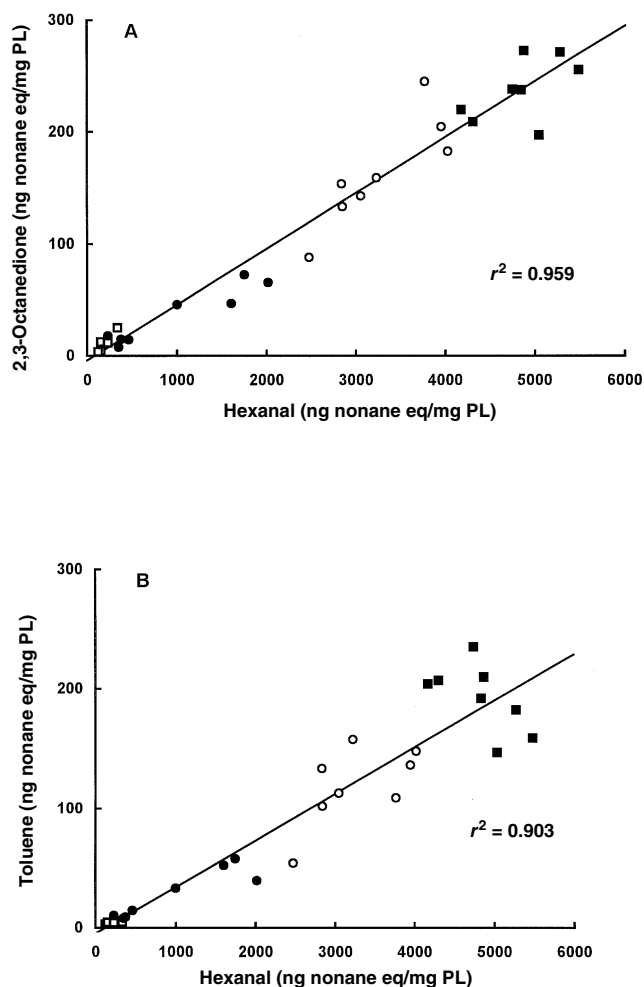 A
300
200
100
0
2,3-Octanedione (ng nonane eq/mg PL)
r² = 0.959
0 1000 2000 3000 4000 5000 6000
Hexanal (ng nonane eq/mg PL)
B
300
200
100
0
Toluene (ng nonane eq/mg PL)
r² = 0.903
0 1000 2000 3000 4000 5000 6000
Hexanal (ng nonane eq/mg PL)